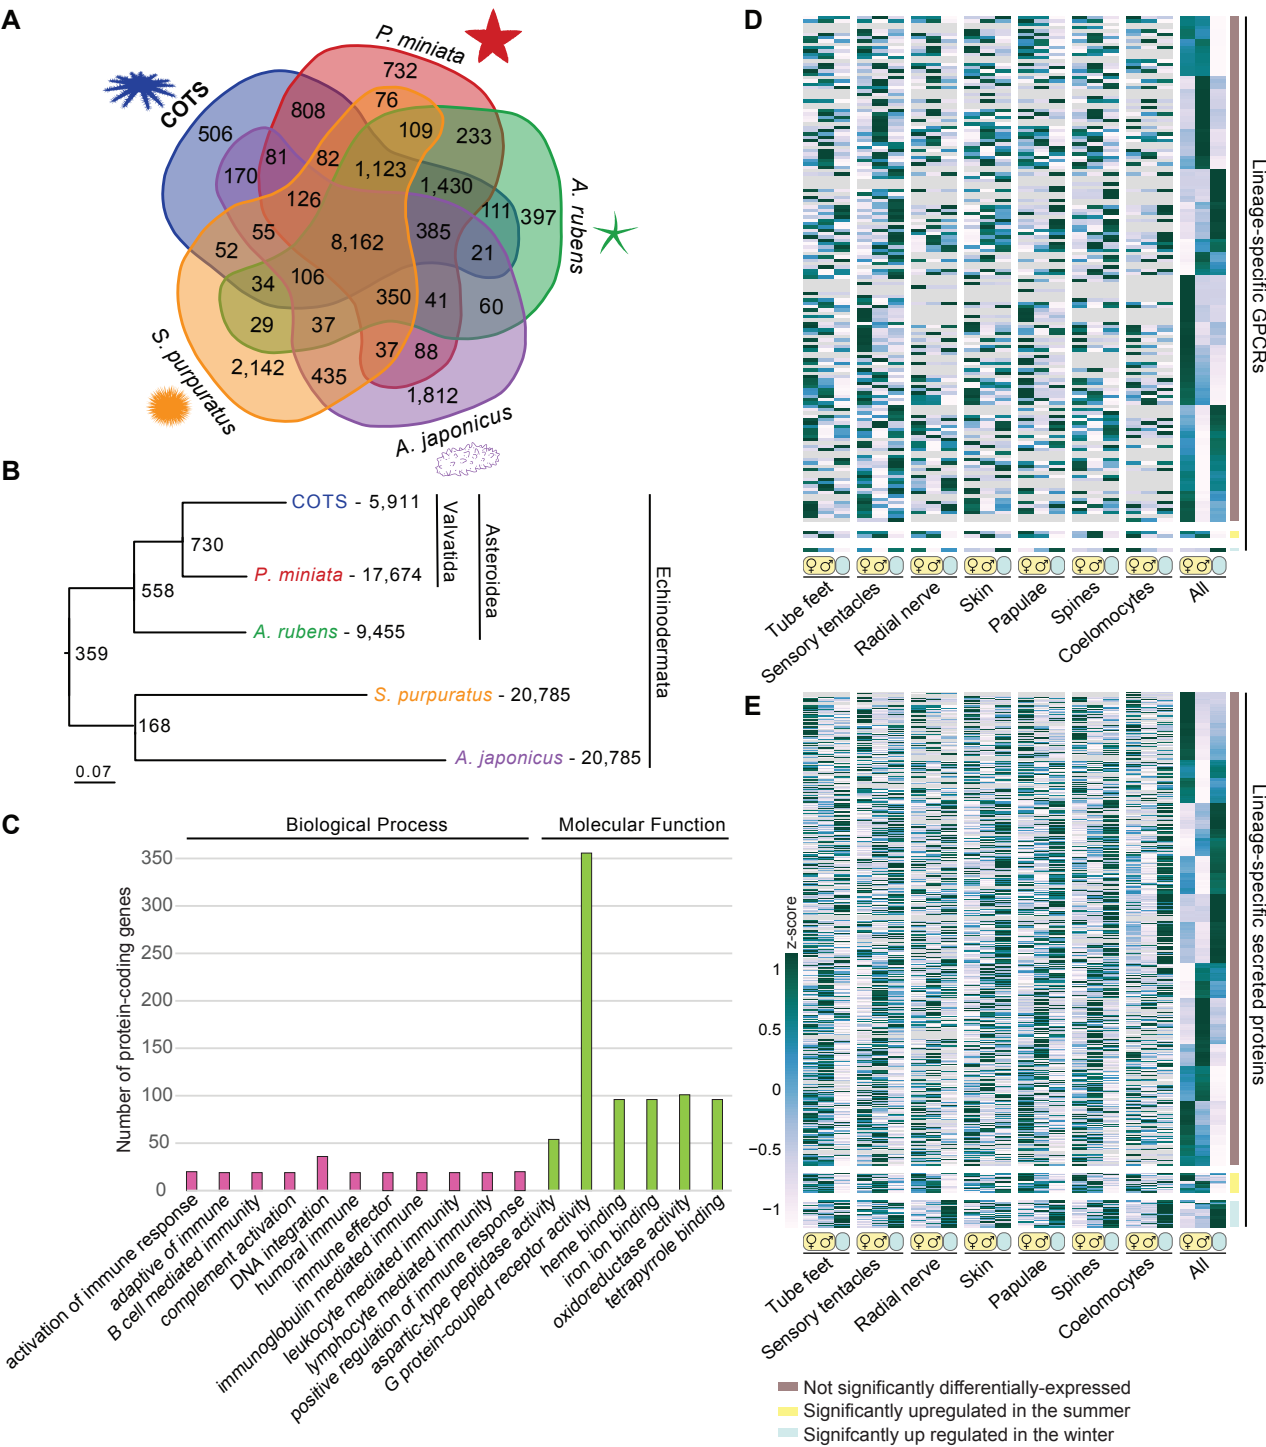 A
P. miniata
COTS
A. rubens
S. purpuratus
A. japonicus
732
76
808
506
109
233
81
82
1,123
170
1,430
126
111
397
55
8,162
385
52
21
34
106
350
41
60
29
37
37
88
2,142
435
1,812
B
COTS - 5,911
730
P. miniata - 17,674
558
A. rubens - 9,455
359
S. purpuratus - 20,785
168
A. japonicus - 20,785
0.07
Valvatida
Asteroidea
Echinodermata
C
Biological Process
Molecular Function
Number of protein-coding genes
350
300
250
200
150
100
50
0
activation of immune response
adaptive of immune
B cell mediated immunity
complement activation
DNA integration
humoral immune
immune effector
immunoglobulin mediated immune
leukocyte mediated immunity
lymphocyte mediated immunity
positive regulation of immune response
aspartic-type peptidase activity
G protein-coupled receptor activity
heme binding
iron ibinding
oxidoreductase activity
tetrapyrrole binding
D
Lineage-specific GPCRs
♀ ♂ ♀ ♂ ♀ ♂ ♀ ♂ ♀ ♂ ♀ ♂ ♀ ♂ ♀ ♂
Tube feet
Sensory tentacles
Radial nerve
Skin
Papulae
Spines
Coelomocytes
All
E
Lineage-specific secreted proteins
z-score
1
0.5
0
−0.5
−1
♀ ♂ ♀ ♂ ♀ ♂ ♀ ♂ ♀ ♂ ♀ ♂ ♀ ♂ ♀ ♂
Tube feet
Sensory tentacles
Radial nerve
Skin
Papulae
Spines
Coelomocytes
All
Not significantly differentially-expressed
Significantly upregulated in the summer
Signifcantly up regulated in the winter